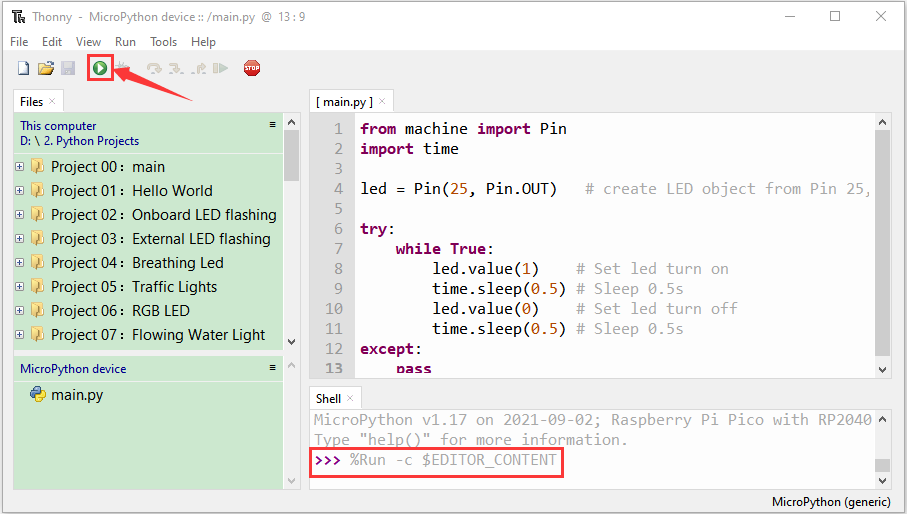 Thonny - MicroPython device :: /main.py @ 13 : 9
File Edit View Run Tools Help
STOP
Files
This computer
D: \ 2. Python Projects
Project 00：main
Project 01：Hello World
Project 02：Onboard LED flashing
Project 03：External LED flashing
Project 04：Breathing Led
Project 05：Traffic Lights
Project 06：RGB LED
Project 07：Flowing Water Light
MicroPython device
main.py
[ main.py ]
1 from machine import Pin
2 import time
3
4 led = Pin(25, Pin.OUT) # create LED object from Pin 25,
5
6 try:
7 while True:
8 led.value(1) # Set led turn on
9 time.sleep(0.5) # Sleep 0.5s
10 led.value(0) # Set led turn off
11 time.sleep(0.5) # Sleep 0.5s
12 except:
13 pass
Shell
MicroPython v1.17 on 2021-09-02; Raspberry Pi Pico with RP2040
Type "help()" for more information.
>>> %Run -c $EDITOR_CONTENT
MicroPython (generic)